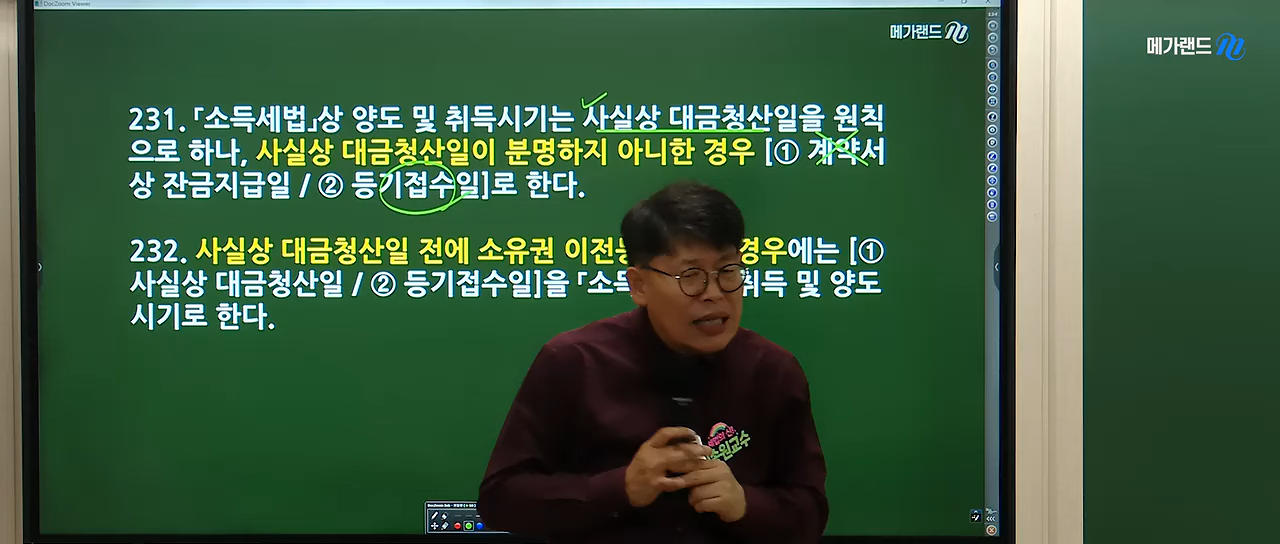 DocZoom Viewer
메가랜드
메가랜드
231. 「소득세법」상 양도 및 취득시기는 사실상 대금청산일을 원칙
으로 하나, 사실상 대금청산일이 분명하지 아니한 경우 [① 계약서
상 잔금지급일 / ② 등기접수일]로 한다.
232. 사실상 대금청산일 전에 소유권 경우에는 [①
사실상 대금청산일 / ② 등기접수일]을 「소득 취득 및 양도
시기로 한다.